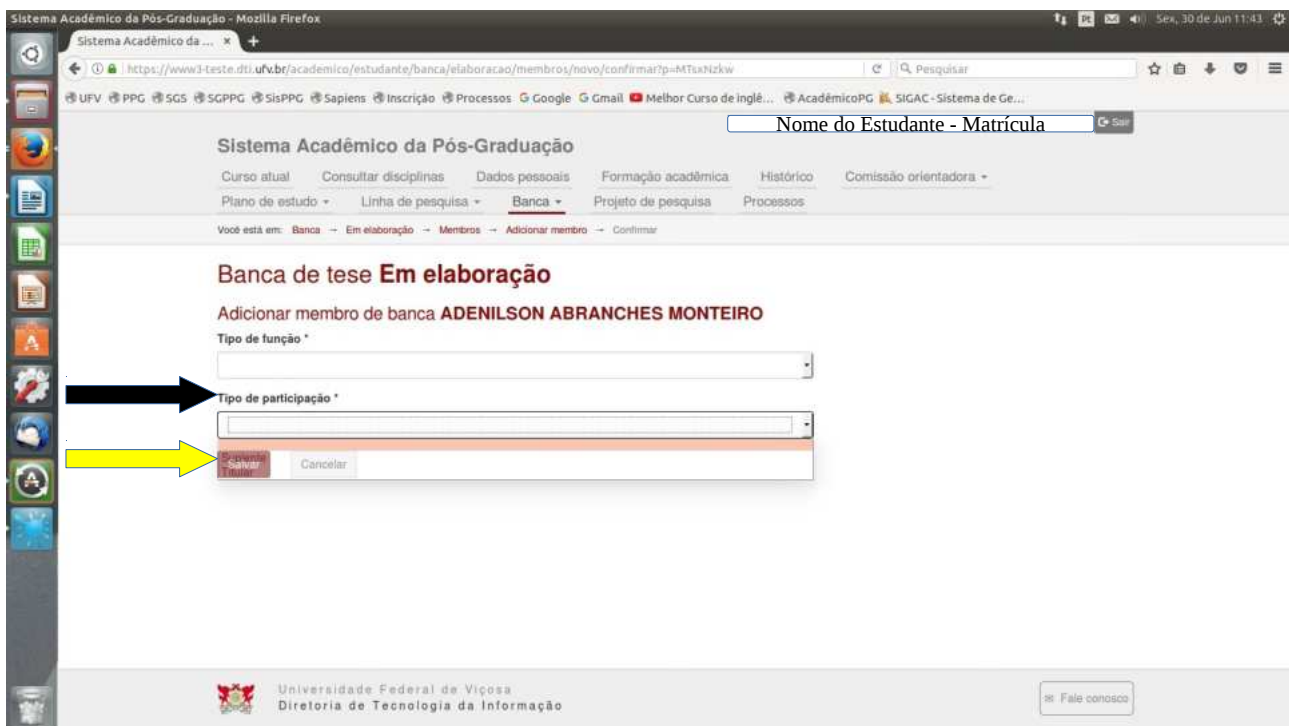 Sistema Acadêmico da Pós-Graduação - Mozilla Firefox
Pt
Sex, 30 de Jun 11:43
Sistema Acadêmico da ...
https://www3-teste.dti.ufv.br/academico/estudante/banca/elaboracao/membros/novo/confirmar?p=MTsxNzkw
Pesquisar
UFV PPG SGS SGPPG SisPPG Sapiens Inscrição Processos Google Gmail Melhor Curso de inglê... AcadêmicoPG SIGAC - Sistema de Ge...
Nome do Estudante - Matrícula
Sair
Sistema Acadêmico da Pós-Graduação
Curso atual Consultar disciplinas Dados pessoais Formação acadêmica Histórico Comissão orientadora
Plano de estudo Linha de pesquisa Banca Projeto de pesquisa Processos
Você está em: Banca → Em elaboração → Membros → Adicionar membro → Confirmar
Banca de tese Em elaboração
Adicionar membro de banca ADENILSON ABRANCHES MONTEIRO
Tipo de função *
Tipo de participação *
Suplente
Salvar Cancelar
Titular
Universidade Federal de Viçosa
Diretoria de Tecnologia da Informação
Fale conosco